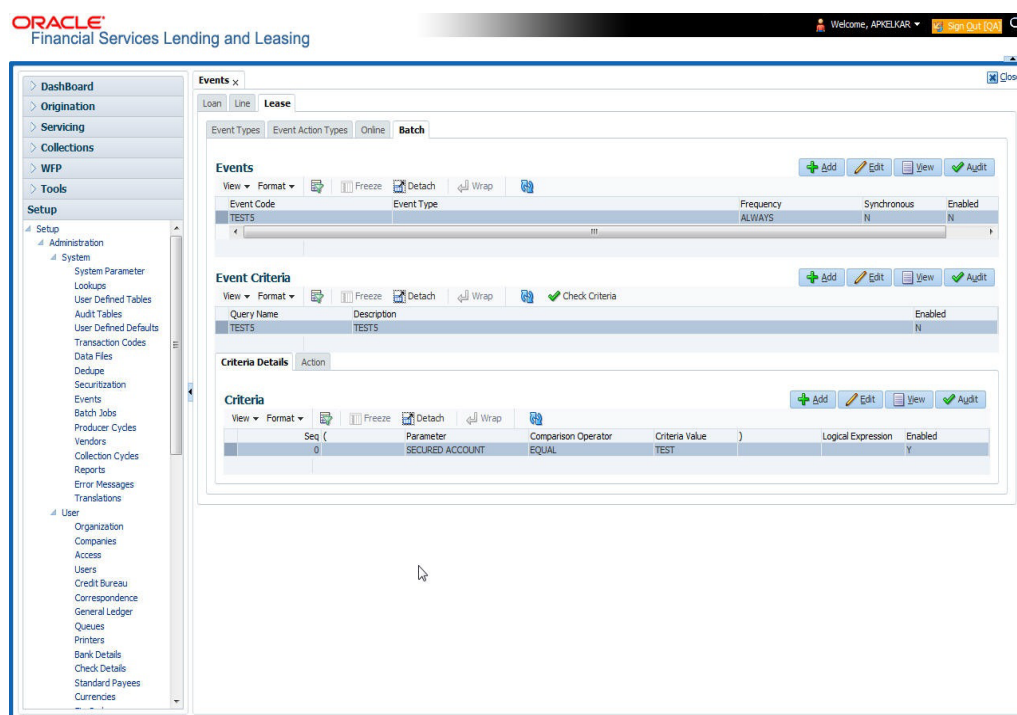 ORACLE
Financial Services Lending and Leasing
Welcome, APKELKAR
Sign Out [QA]
Events
Close
DashBoard
Origination
Servicing
Collections
WFP
Tools
Setup
Setup
Administration
System
System Parameter
Lookups
User Defined Tables
Audit Tables
User Defined Defaults
Transaction Codes
Data Files
Dedupe
Securitization
Events
Batch Jobs
Producer Cycles
Vendors
Collection Cycles
Reports
Error Messages
Translations
User
Organization
Companies
Access
Users
Credit Bureau
Correspondence
General Ledger
Queues
Printers
Bank Details
Check Details
Standard Payees
Currencies
Loan Line Lease
Event Types Event Action Types Online Batch
Events
Add Edit View Audit
View Format Freeze Detach Wrap
Event Code Event Type Frequency Synchronous Enabled
TEST5 ALWAYS N N
Event Criteria
Add Edit View Audit
View Format Freeze Detach Wrap Check Criteria
Query Name Description Enabled
TEST5 TEST5 N
Criteria Details Action
Criteria
Add Edit View Audit
View Format Freeze Detach Wrap
Seq ( Parameter Comparison Operator Criteria Value ) Logical Expression Enabled
0 SECURED ACCOUNT EQUAL TEST Y